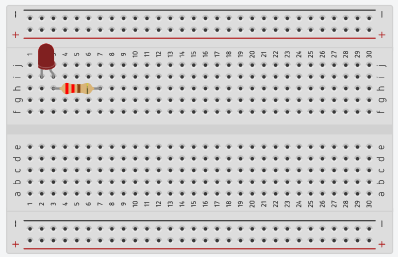 − −
+ +
1 2 3 4 5 6 7 8 9 10 11 12 13 14 15 16 17 18 19 20 21 22 23 24 25 26 27 28 29 30
j j
i i
h h
g g
f f
e e
d d
c c
b b
a a
1 2 3 4 5 6 7 8 9 10 11 12 13 14 15 16 17 18 19 20 21 22 23 24 25 26 27 28 29 30
− −
+ +